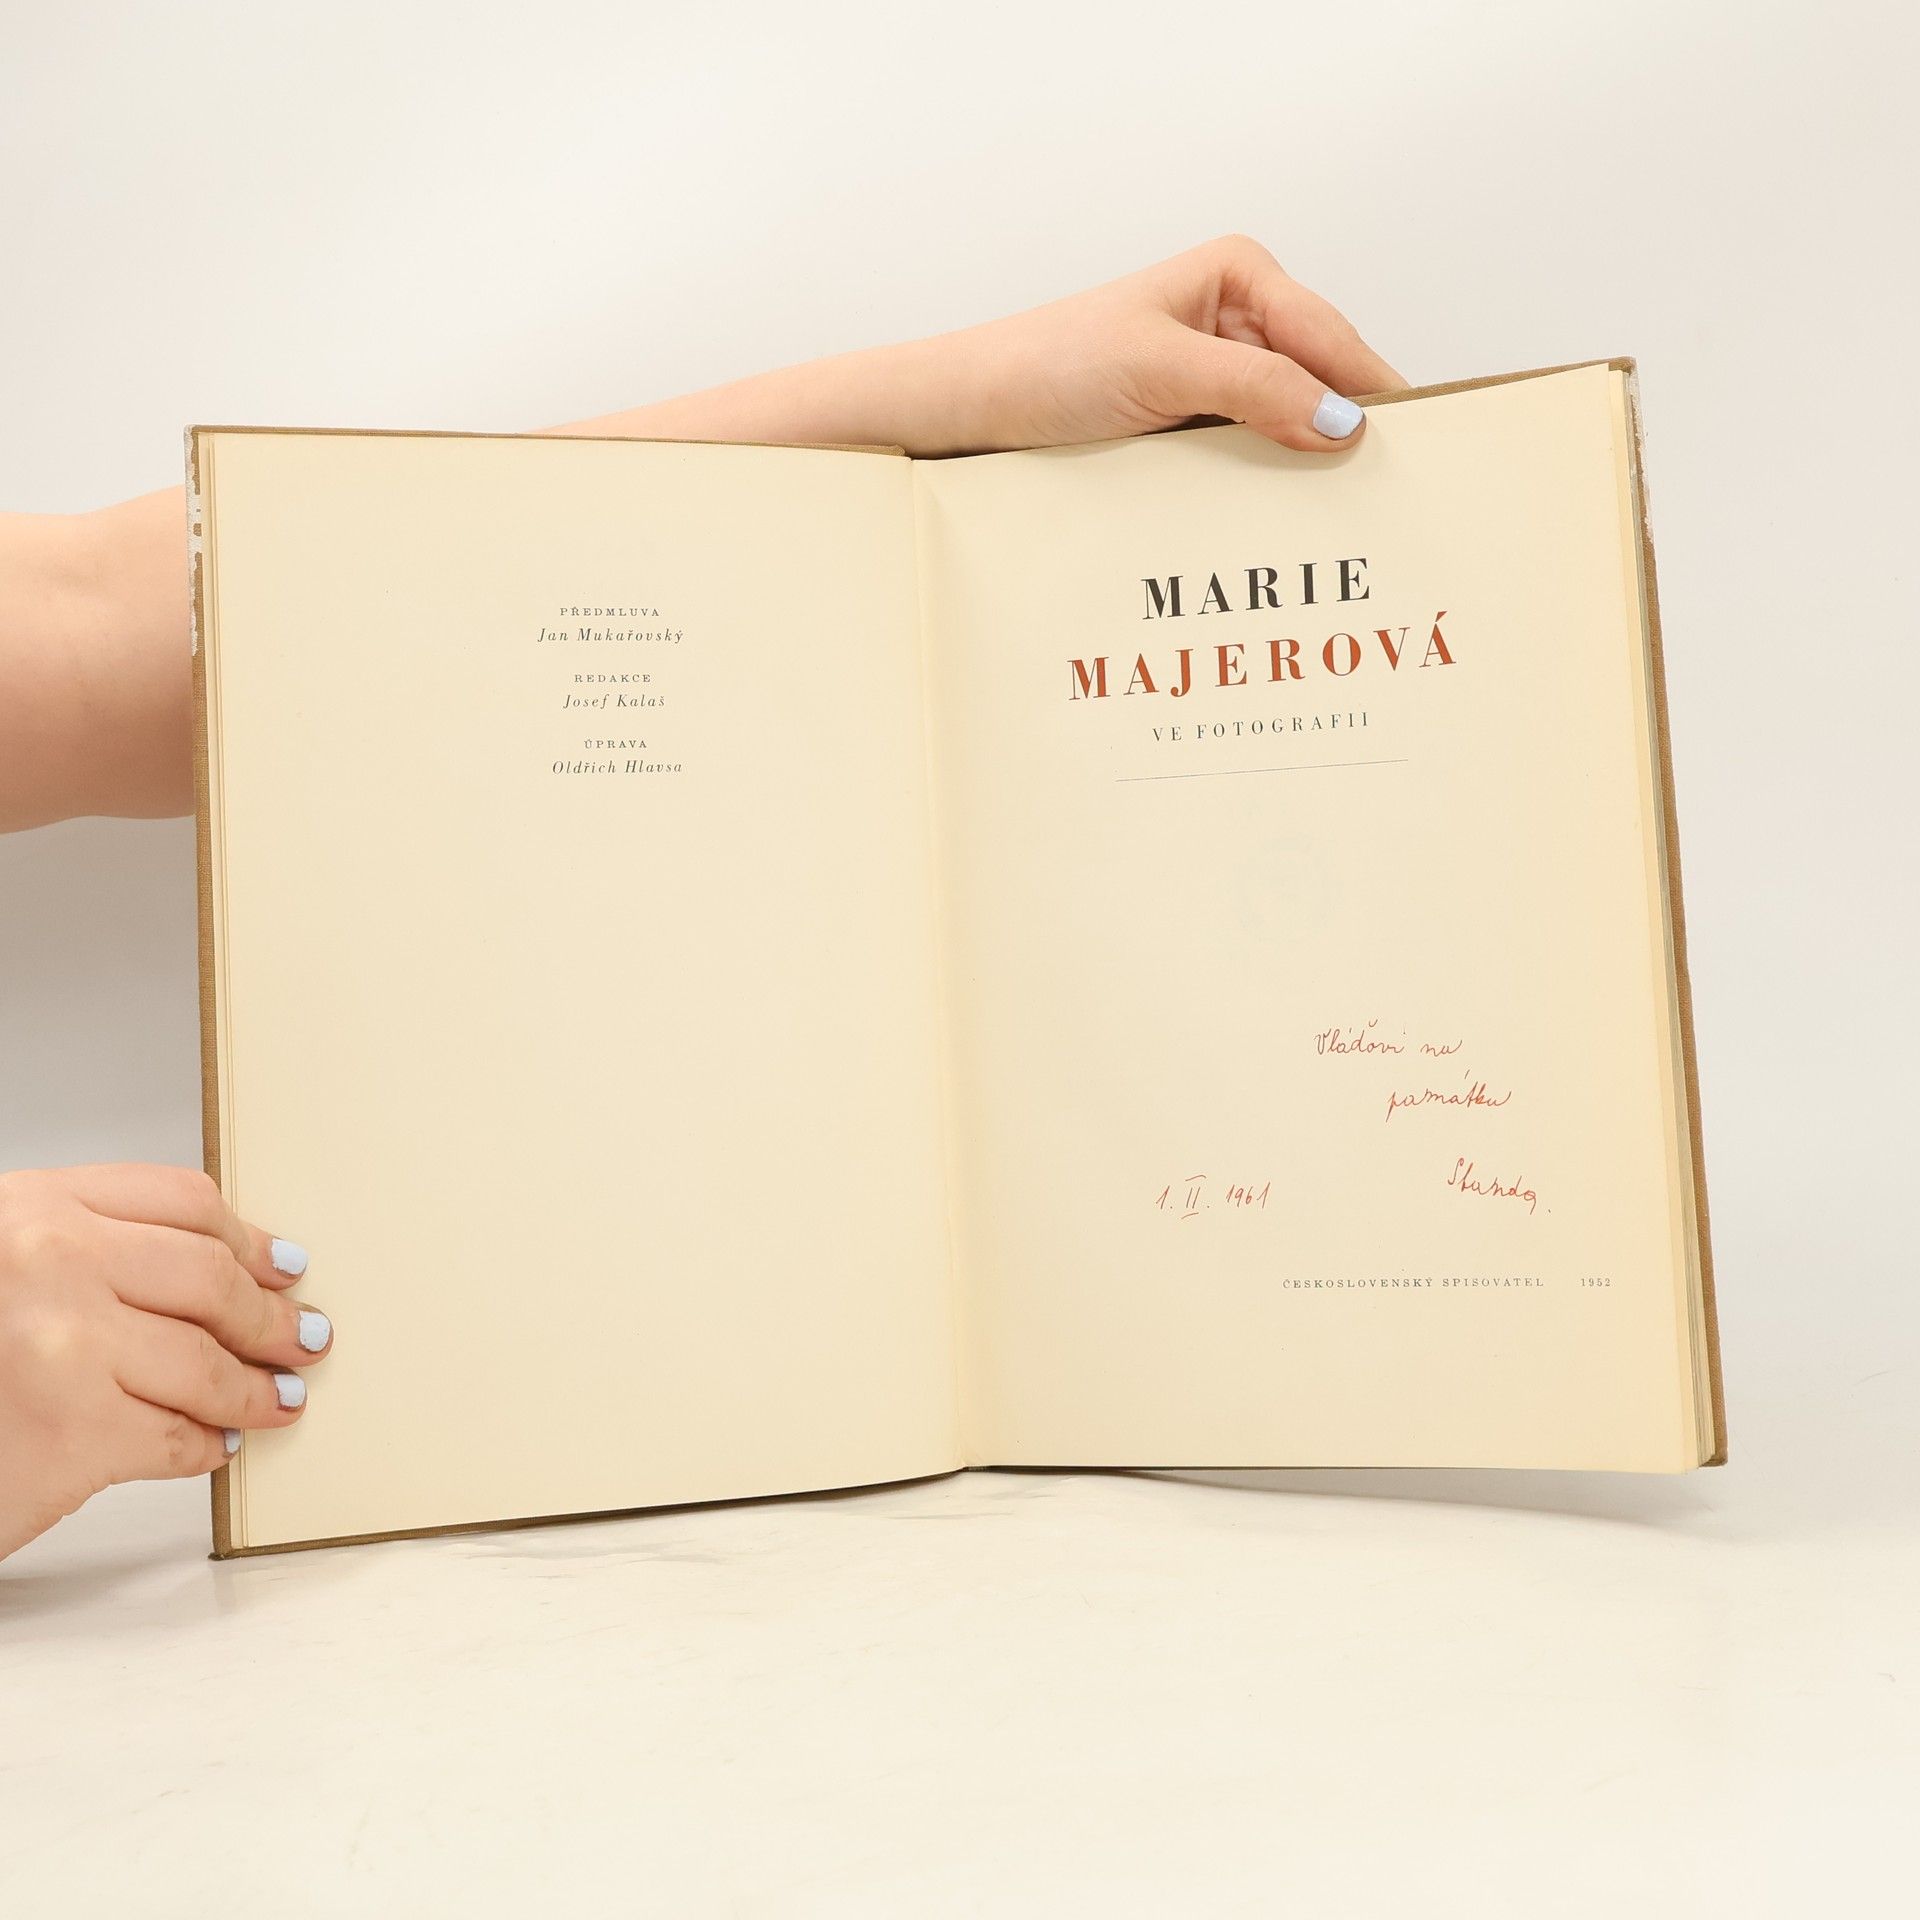 PŘEDMLUVA
Jan Mukařovský
REDAKCE
Josef Kalaš
ÚPRAVA
Oldřich Hlavsa
MARIE
MAJEROVÁ
VE FOTOGRAFII
Vláďovi na
památku
Standa.
1. II. 1961
ČESKOSLOVENSKÝ SPISOVATEL 1952